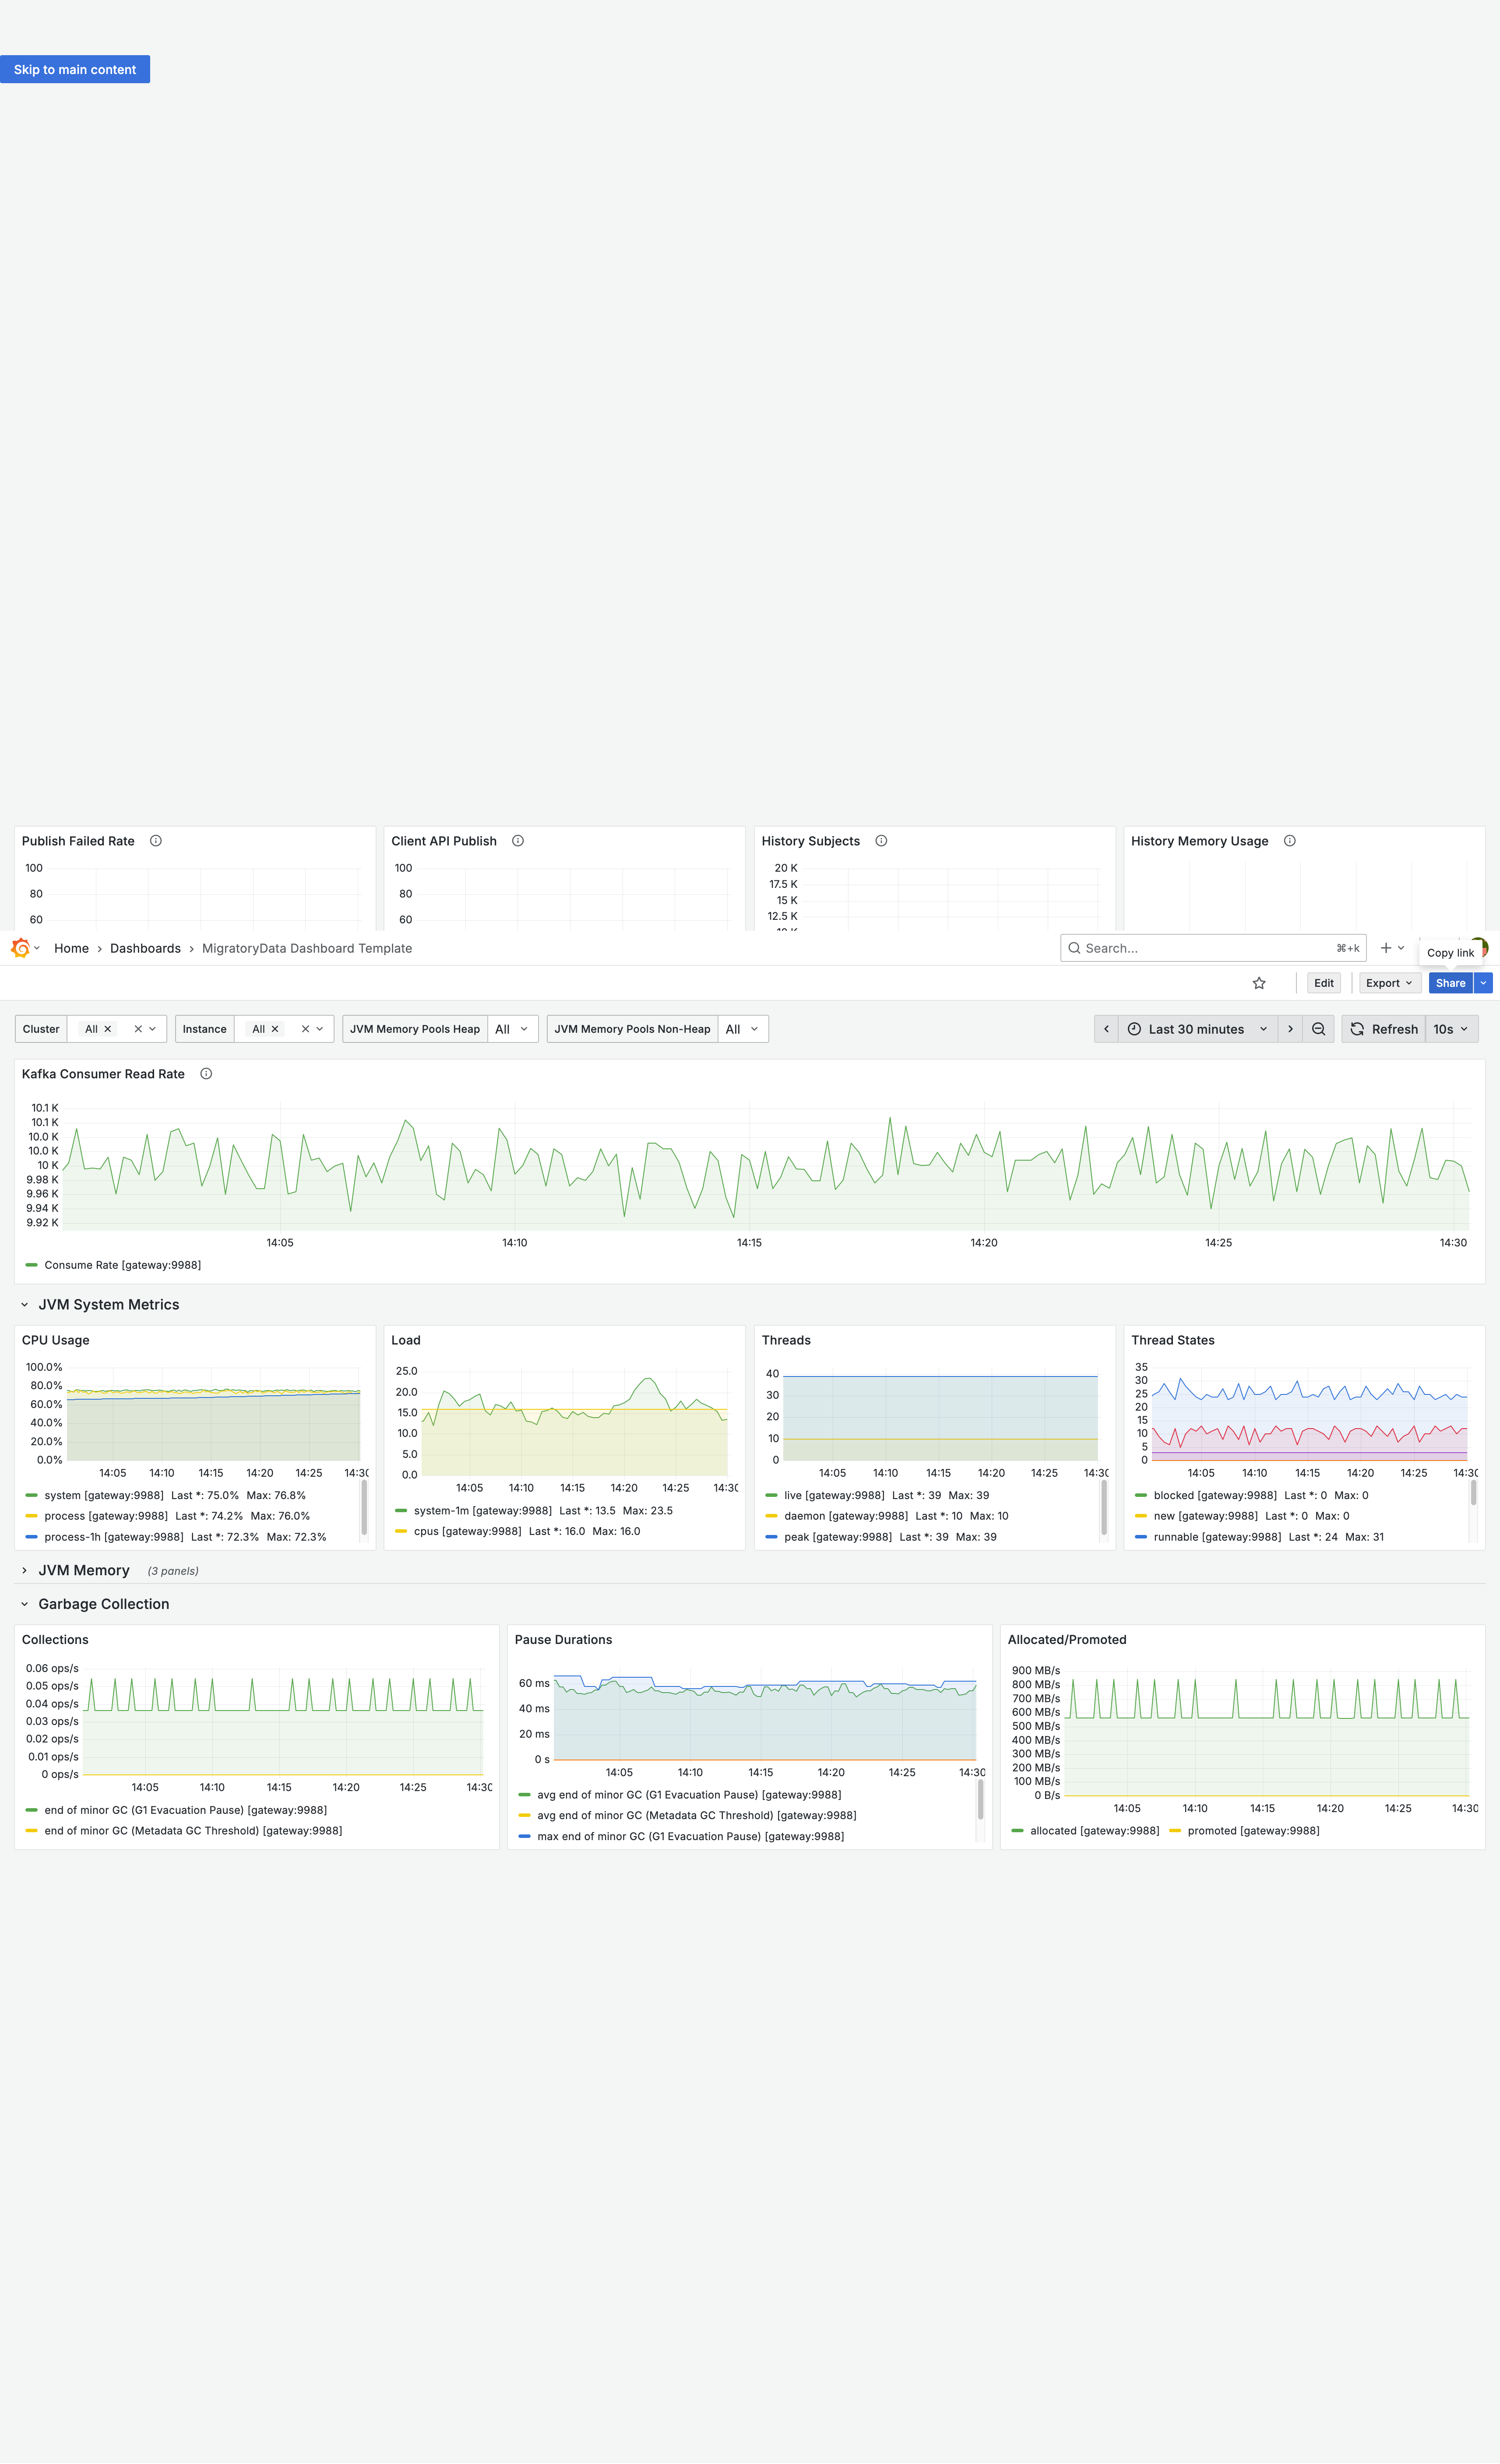 Skip to main content
Publish Failed Rate
100
80
60
Client API Publish
100
80
60
History Subjects
20 K
17.5 K
15 K
12.5 K
History Memory Usage
Home › Dashboards › MigratoryData Dashboard Template
Search... ⌘+k
Copy link
Edit Export Share
Cluster All Instance All JVM Memory Pools Heap All JVM Memory Pools Non-Heap All Last 30 minutes Refresh 10s
Kafka Consumer Read Rate
10.1 K
10.1 K
10.0 K
10.0 K
10 K
9.98 K
9.96 K
9.94 K
9.92 K
14:05 14:10 14:15 14:20 14:25 14:30
Consume Rate [gateway:9988]
JVM System Metrics
CPU Usage
100.0%
80.0%
60.0%
40.0%
20.0%
0.0%
14:05 14:10 14:15 14:20 14:25 14:30
system [gateway:9988] Last *: 75.0% Max: 76.8%
process [gateway:9988] Last *: 74.2% Max: 76.0%
process-1h [gateway:9988] Last *: 72.3% Max: 72.3%
Load
25.0
20.0
15.0
10.0
5.0
0.0
14:05 14:10 14:15 14:20 14:25 14:30
system-1m [gateway:9988] Last *: 13.5 Max: 23.5
cpus [gateway:9988] Last *: 16.0 Max: 16.0
Threads
40
30
20
10
0
14:05 14:10 14:15 14:20 14:25 14:30
live [gateway:9988] Last *: 39 Max: 39
daemon [gateway:9988] Last *: 10 Max: 10
peak [gateway:9988] Last *: 39 Max: 39
Thread States
35
30
25
20
15
10
5
0
14:05 14:10 14:15 14:20 14:25 14:30
blocked [gateway:9988] Last *: 0 Max: 0
new [gateway:9988] Last *: 0 Max: 0
runnable [gateway:9988] Last *: 24 Max: 31
JVM Memory (3 panels)
Garbage Collection
Collections
0.06 ops/s
0.05 ops/s
0.04 ops/s
0.03 ops/s
0.02 ops/s
0.01 ops/s
0 ops/s
14:05 14:10 14:15 14:20 14:25 14:30
end of minor GC (G1 Evacuation Pause) [gateway:9988]
end of minor GC (Metadata GC Threshold) [gateway:9988]
Pause Durations
60 ms
40 ms
20 ms
0 s
14:05 14:10 14:15 14:20 14:25 14:30
avg end of minor GC (G1 Evacuation Pause) [gateway:9988]
avg end of minor GC (Metadata GC Threshold) [gateway:9988]
max end of minor GC (G1 Evacuation Pause) [gateway:9988]
Allocated/Promoted
900 MB/s
800 MB/s
700 MB/s
600 MB/s
500 MB/s
400 MB/s
300 MB/s
200 MB/s
100 MB/s
0 B/s
14:05 14:10 14:15 14:20 14:25 14:30
allocated [gateway:9988] promoted [gateway:9988]